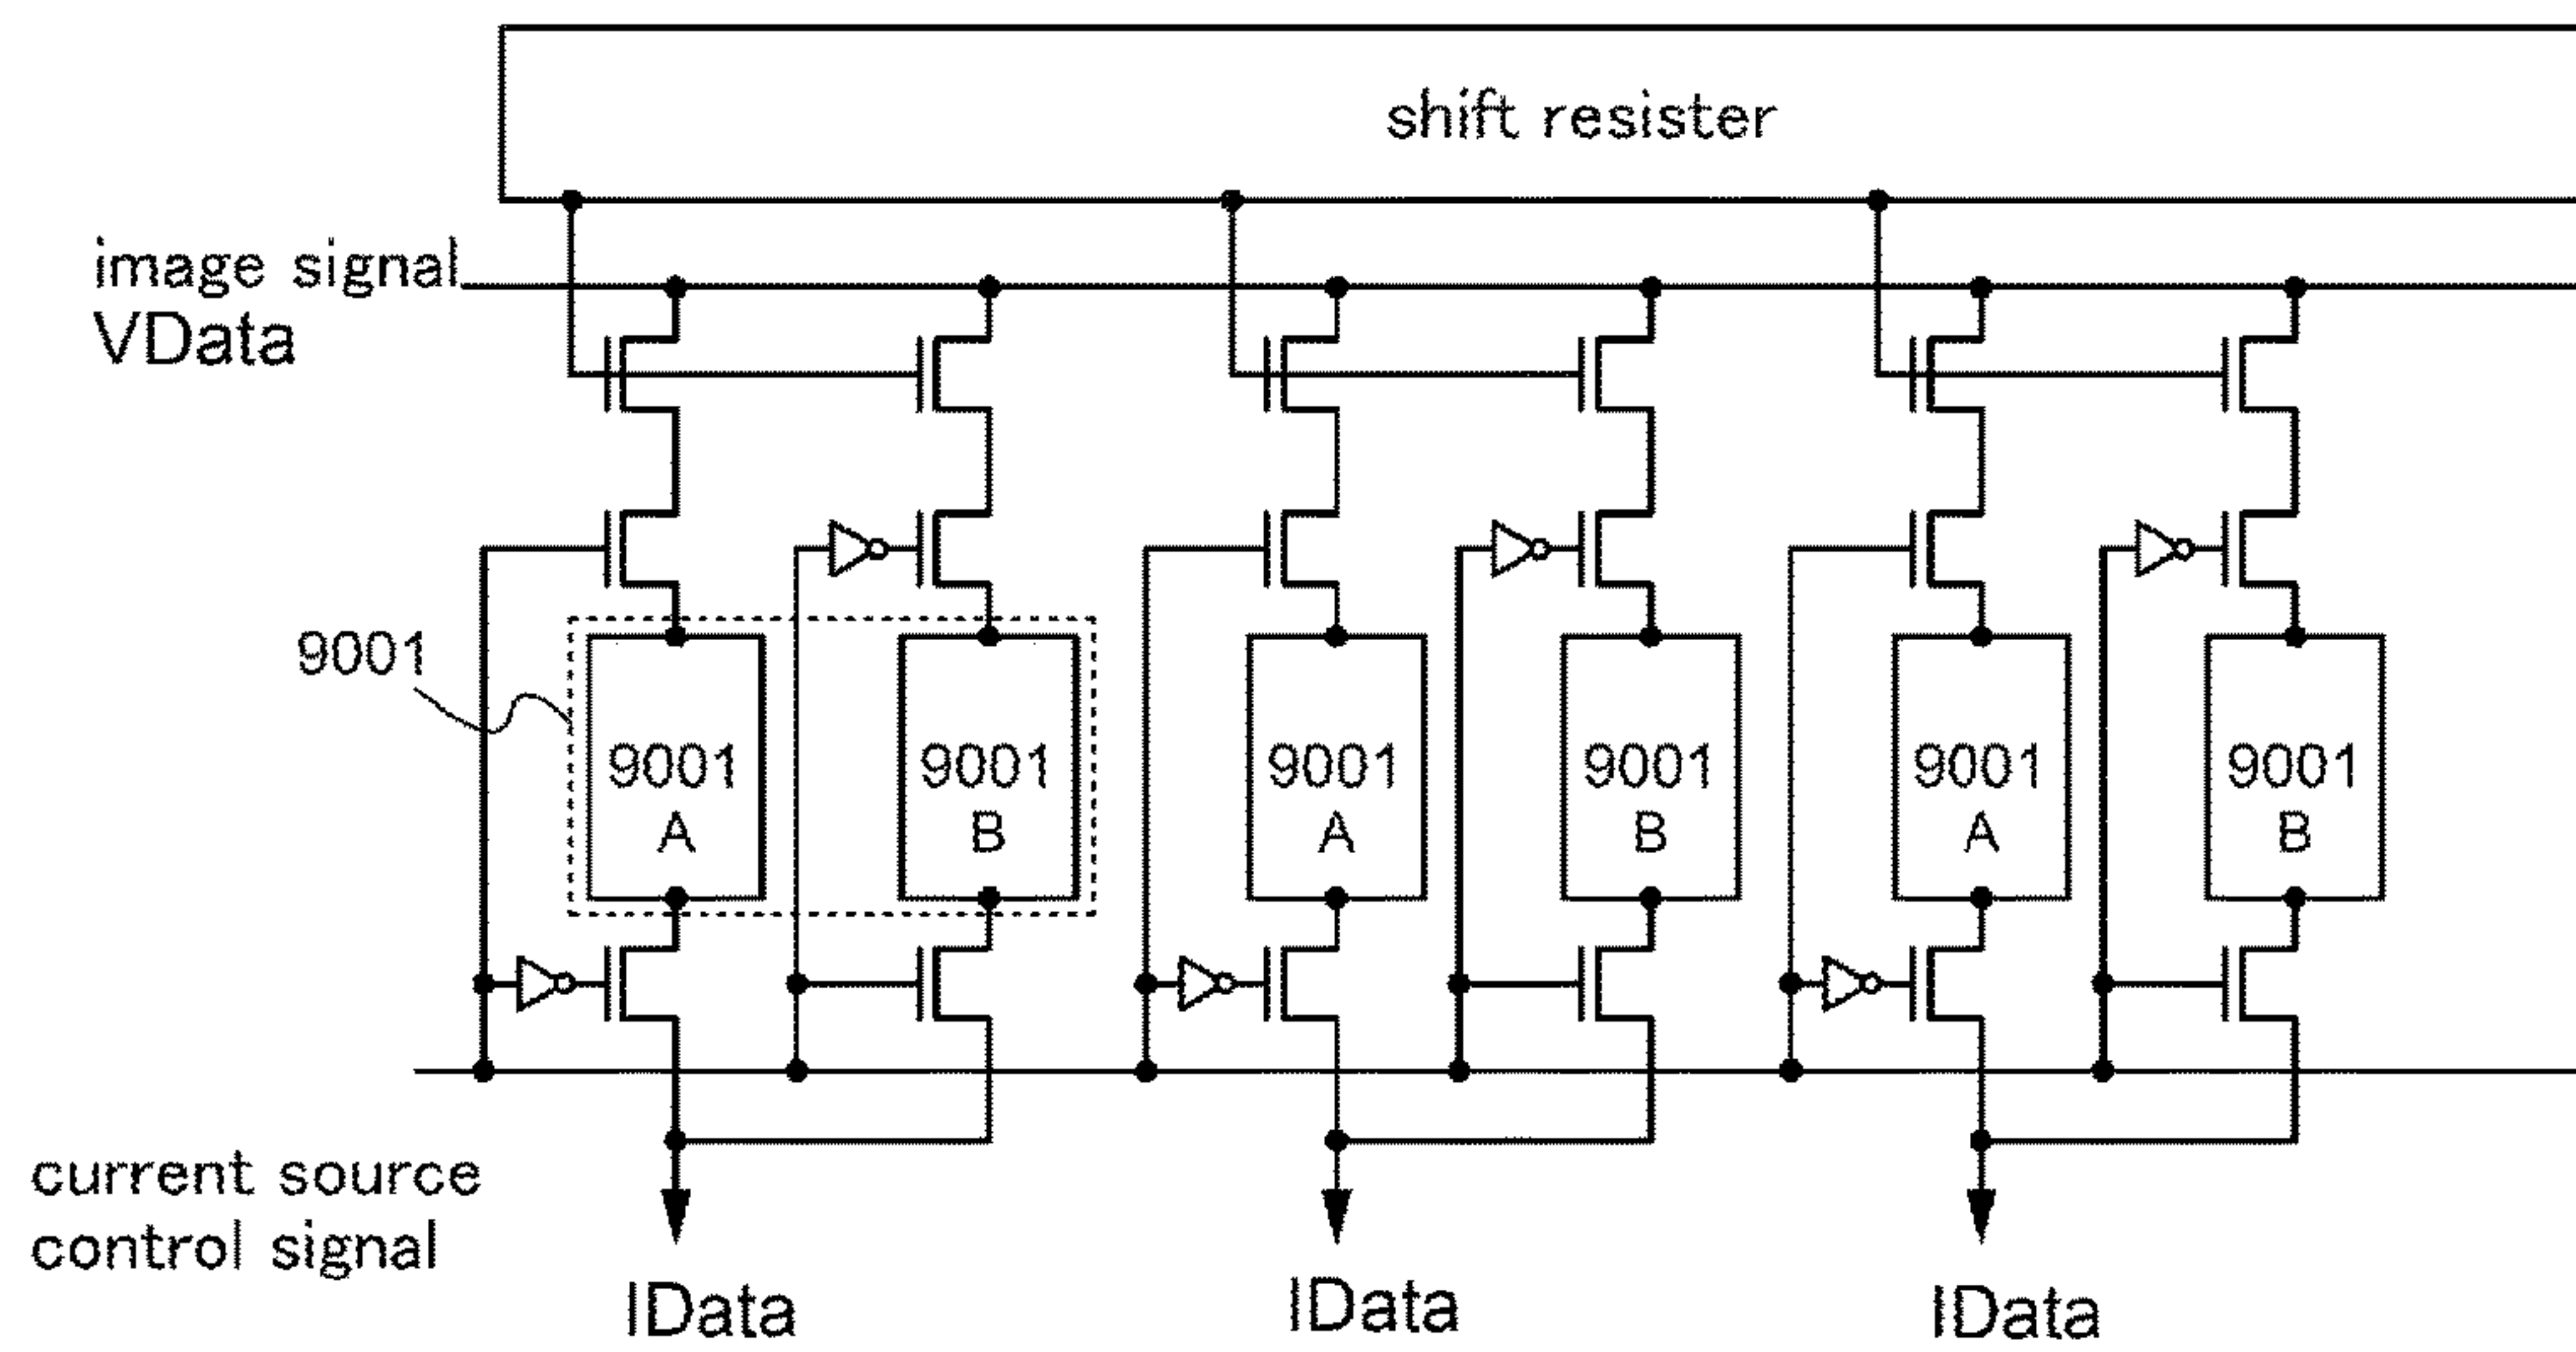 shift resister
image signal
VData
9001
9001
A
9001
B
9001
A
9001
B
9001
A
9001
B
current source
control signal
IData
IData
IData